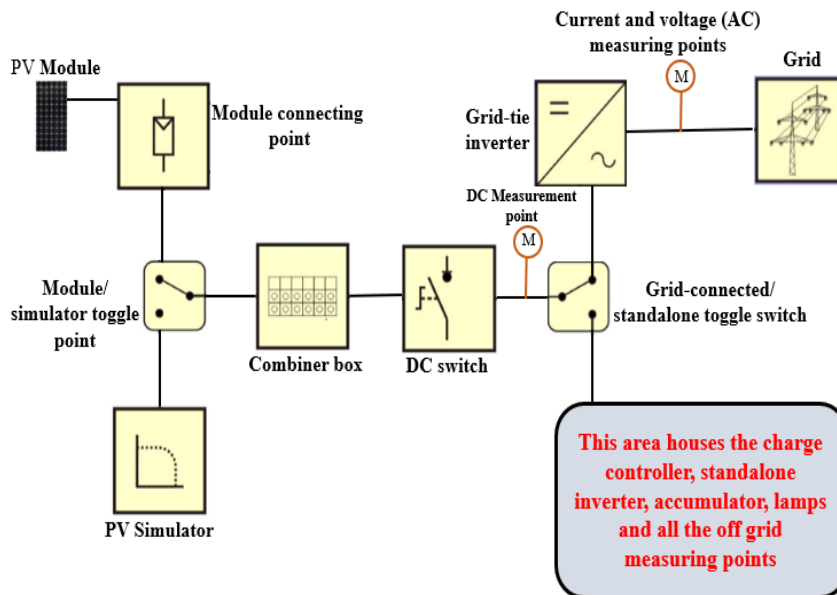 Current and voltage (AC)
measuring points
Grid
PV Module
Module connecting
point
M
Grid-tie
inverter
DC Measurement
point
M
Module/
simulator toggle
point
Combiner box
DC switch
Grid-connected/
standalone toggle switch
PV Simulator
This area houses the charge
controller, standalone
inverter, accumulator, lamps
and all the off grid
measuring points